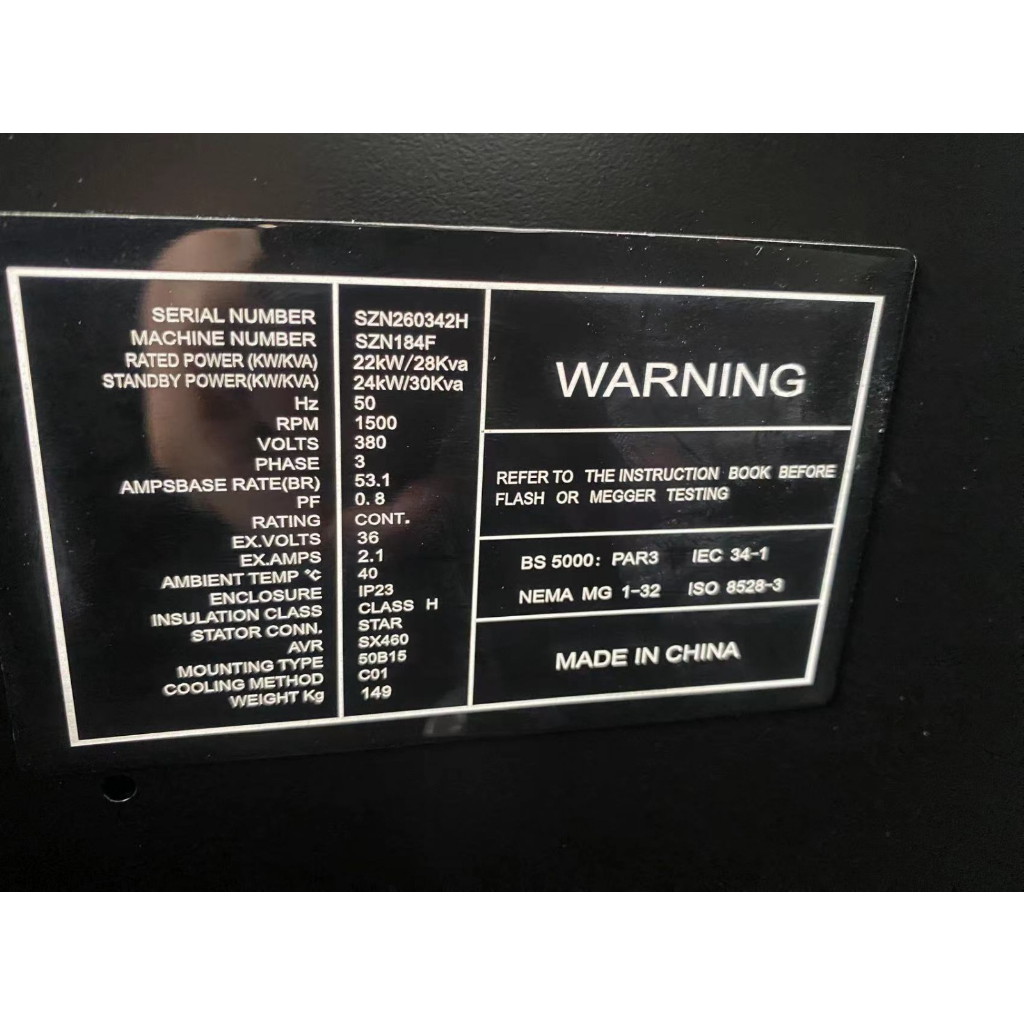 SERIAL NUMBER SZN260342H
MACHINE NUMBER SZN184F
RATED POWER (KW/KVA) 22kW/28Kva
STANDBY POWER(KW/KVA) 24kW/30Kva
Hz 50
RPM 1500
VOLTS 380
PHASE 3
AMPSBASE RATE(BR) 53.1
PF 0.8
RATING CONT.
EX.VOLTS 36
EX.AMPS 2.1
AMBIENT TEMP ℃ 40
ENCLOSURE IP23
INSULATION CLASS CLASS H
STATOR CONN. STAR
AVR SX460
MOUNTING TYPE 50B15
COOLING METHOD C01
WEIGHT Kg 149
WARNING
REFER TO THE INSTRUCTION BOOK BEFORE
FLASH OR MEGGER TESTING
BS 5000: PAR3 IEC 34-1
NEMA MG 1-32 ISO 8528-3
MADE IN CHINA